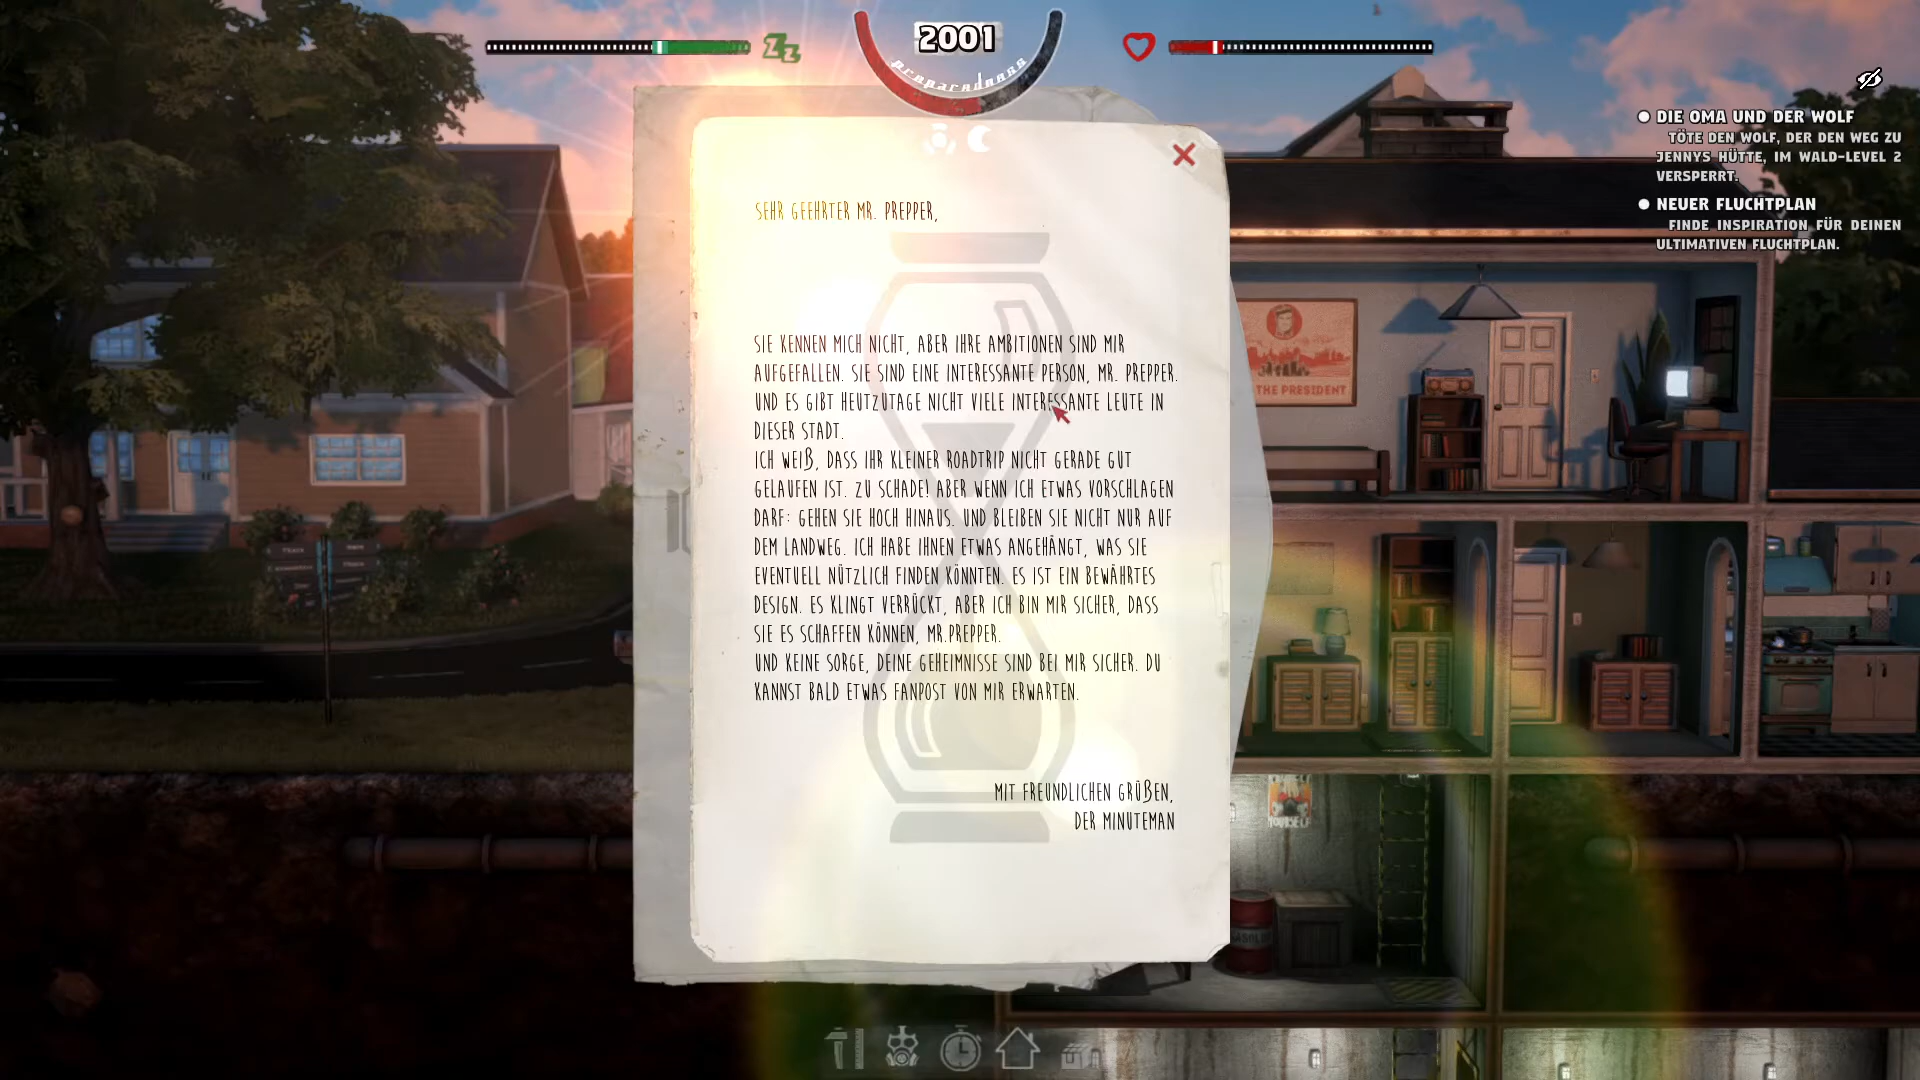 2001
preparedness
DIE OMA UND DER WOLF
TÖTE DEN WOLF, DER DEN WEG ZU
JENNYS HÜTTE, IM WALD-LEVEL 2
VERSPERRT.
NEUER FLUCHTPLAN
FINDE INSPIRATION FÜR DEINEN
ULTIMATIVEN FLUCHTPLAN.
SEHR GEEHRTER MR. PREPPER,
SIE KENNEN MICH NICHT, ABER IHRE AMBITIONEN SIND MIR
AUFGEFALLEN. SIE SIND EINE INTERESSANTE PERSON, MR. PREPPER.
UND ES GIBT HEUTZUTAGE NICHT VIELE INTERESSANTE LEUTE IN
DIESER STADT.
ICH WEIß, DASS IHR KLEINER ROADTRIP NICHT GERADE GUT
GELAUFEN IST. ZU SCHADE! ABER WENN ICH ETWAS VORSCHLAGEN
DARF: GEHEN SIE HOCH HINAUS. UND BLEIBEN SIE NICHT NUR AUF
DEM LANDWEG. ICH HABE IHNEN ETWAS ANGEHÄNGT, WAS SIE
EVENTUELL NÜTZLICH FINDEN KÖNNTEN. ES IST EIN BEWÄHRTES
DESIGN. ES KLINGT VERRÜCKT, ABER ICH BIN MIR SICHER, DASS
SIE ES SCHAFFEN KÖNNEN, MR.PREPPER.
UND KEINE SORGE, DEINE GEHEIMNISSE SIND BEI MIR SICHER. DU
KANNST BALD ETWAS FANPOST VON MIR ERWARTEN.
MIT FREUNDLICHEN GRÜßEN,
DER MINUTEMAN
THE PRESIDENT
YOURSELF